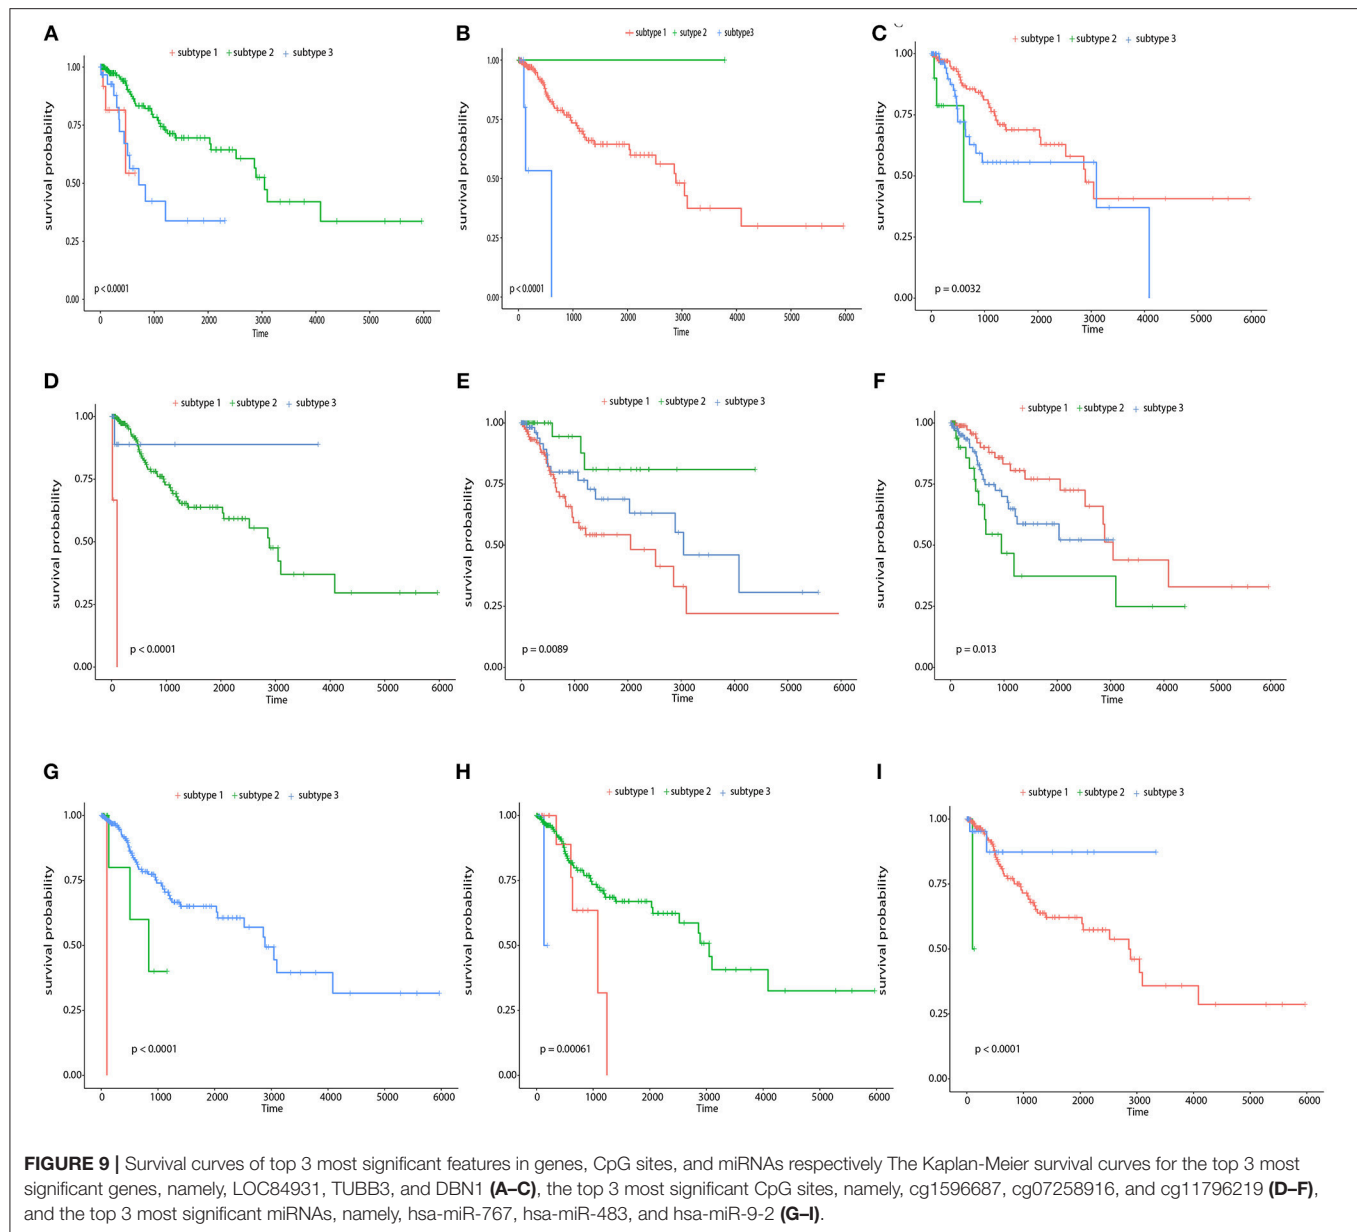 A
subtype 1 subtype 2 subtype 3
1.00
0.75
0.50
0.25
0.00
survival probability
p < 0.0001
0 1000 2000 3000 4000 5000 6000
Time
B
subtype 1 sutype 2 subtype3
1.00
0.75
0.50
0.25
0.00
survival probability
p < 0.0001
0 1000 2000 3000 4000 5000 6000
Time
C
subtype 1 subtype 2 subtype 3
1.00
0.75
0.50
0.25
0.00
survival probability
p = 0.0032
0 1000 2000 3000 4000 5000 6000
Time
D
subtype 1 subtype 2 subtype 3
1.00
0.75
0.50
0.25
0.00
survival probability
p < 0.0001
0 1000 2000 3000 4000 5000 6000
Time
E
subtype 1 subtype 2 subtype 3
1.00
0.75
0.50
0.25
0.00
survival probability
p = 0.0089
0 1000 2000 3000 4000 5000 6000
Time
F
subtype 1 subtype 2 subtype 3
1.00
0.75
0.50
0.25
0.00
survival probability
p = 0.013
0 1000 2000 3000 4000 5000 6000
Time
G
subtype 1 subtype 2 subtype 3
1.00
0.75
0.50
0.25
0.00
survival probability
p < 0.0001
0 1000 2000 3000 4000 5000 6000
Time
H
subtype 1 subtype 2 subtype 3
1.00
0.75
0.50
0.25
0.00
survival probability
p = 0.00061
0 1000 2000 3000 4000 5000 6000
Time
I
subtype 1 subtype 2 subtype 3
1.00
0.75
0.50
0.25
0.00
survival probability
p < 0.0001
0 1000 2000 3000 4000 5000 6000
Time
FIGURE 9 | Survival curves of top 3 most significant features in genes, CpG sites, and miRNAs respectively The Kaplan-Meier survival curves for the top 3 most
significant genes, namely, LOC84931, TUBB3, and DBN1 (A–C), the top 3 most significant CpG sites, namely, cg1596687, cg07258916, and cg11796219 (D–F),
and the top 3 most significant miRNAs, namely, hsa-miR-767, hsa-miR-483, and hsa-miR-9-2 (G–I).